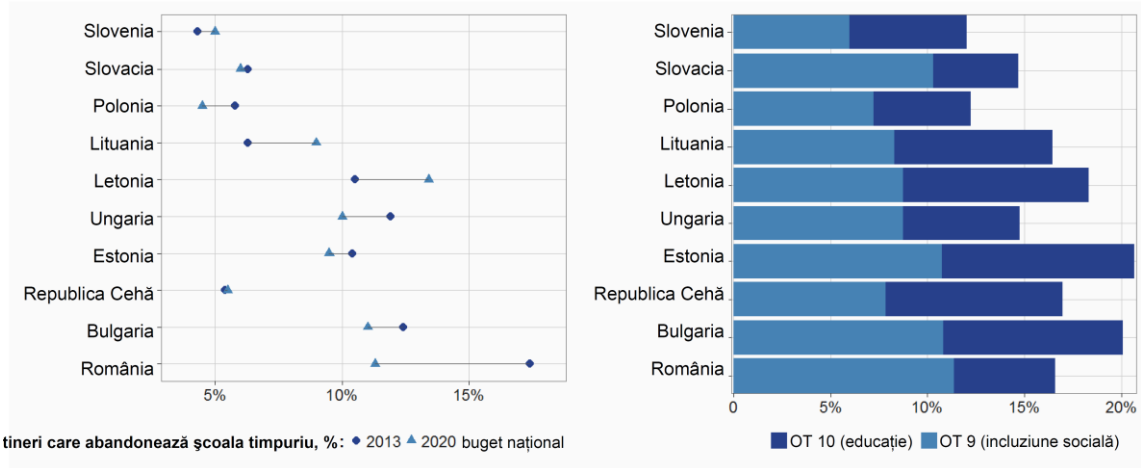 Slovenia
Slovacia
Polonia
Lituania
Letonia
Ungaria
Estonia
Republica Cehă
Bulgaria
România
5% 10% 15%
tineri care abandonează şcoala timpuriu, %: 2013 2020 buget național
Slovenia
Slovacia
Polonia
Lituania
Letonia
Ungaria
Estonia
Republica Cehă
Bulgaria
România
0 5% 10% 15% 20%
OT 10 (educație) OT 9 (incluziune socială)